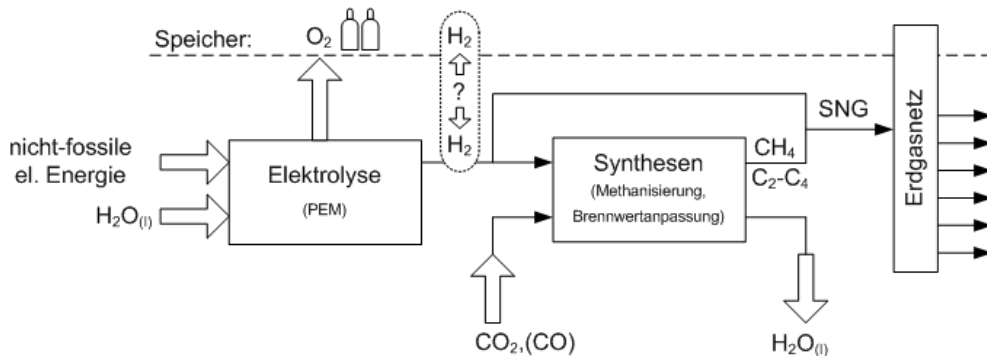 Speicher:
O₂
H₂
?
H₂
nicht-fossile
el. Energie
H₂O₍ₗ₎
Elektrolyse
(PEM)
CO₂,(CO)
Synthesen
(Methanisierung,
Brennwertanpassung)
CH₄
C₂-C₄
SNG
H₂O₍ₗ₎
Erdgasnetz